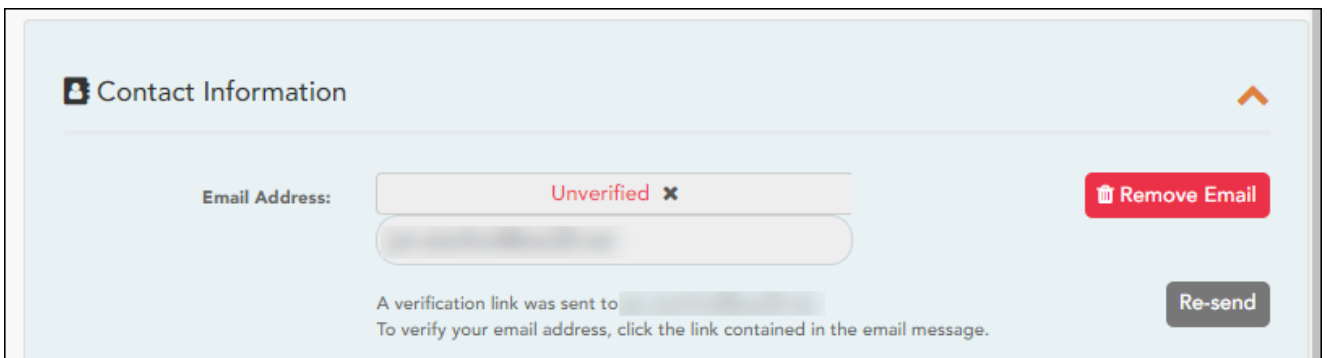 Contact Information
Email Address:
Unverified ✖
Remove Email
A verification link was sent to
To verify your email address, click the link contained in the email message.
Re-send